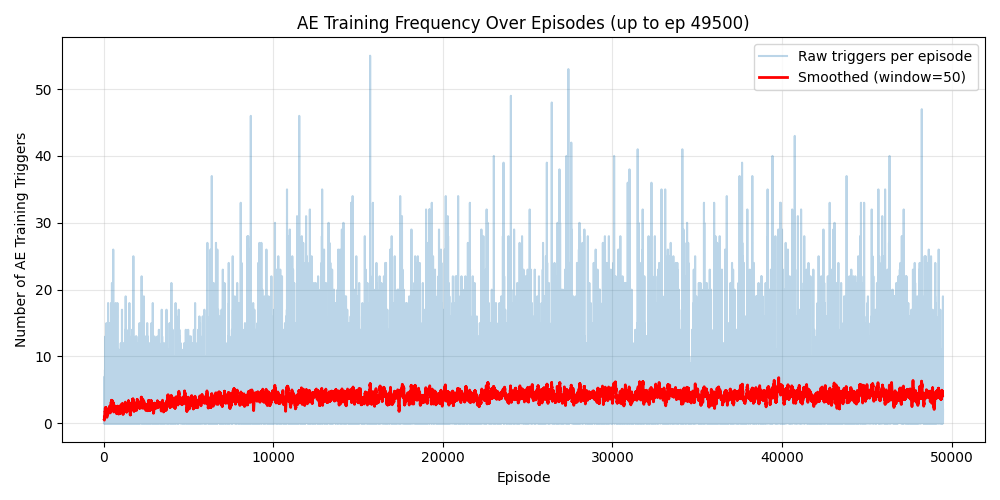 AE Training Frequency Over Episodes (up to ep 49500)
Raw triggers per episode
Smoothed (window=50)
Number of AE Training Triggers
50
40
30
20
10
0
0 10000 20000 30000 40000 50000
Episode